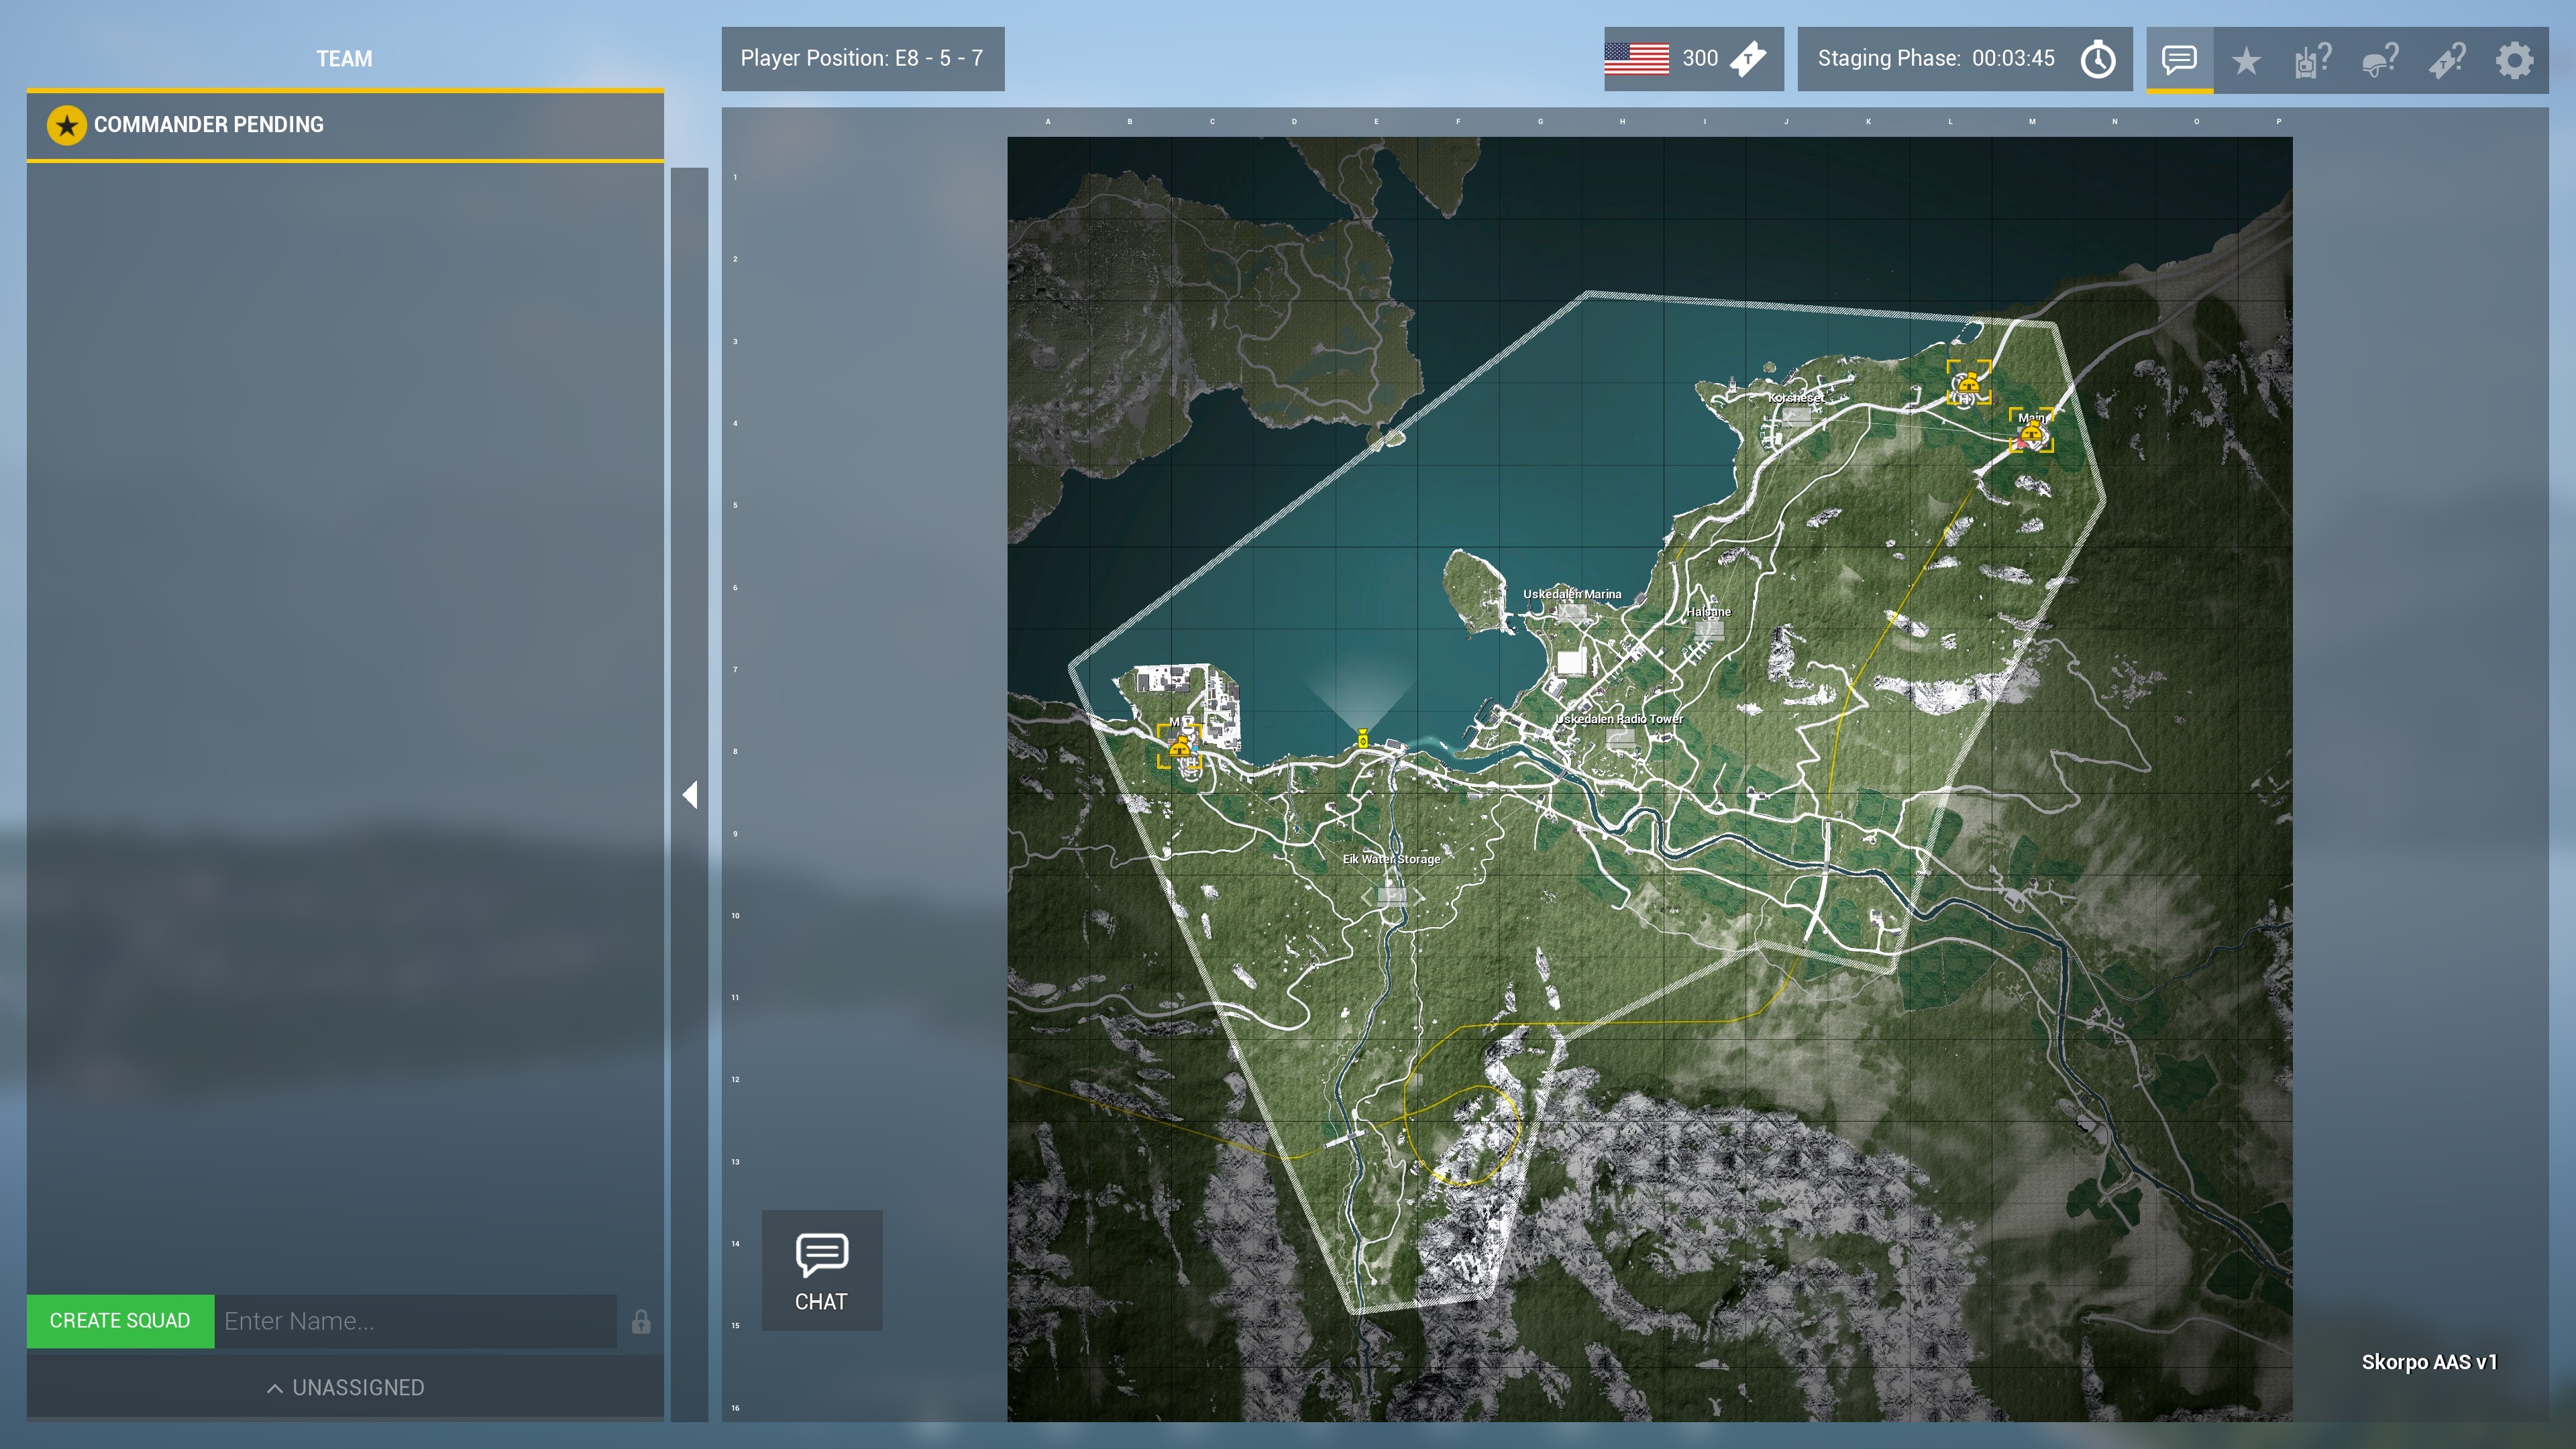 TEAM
Player Position: E8 - 5 - 7
300
T
Staging Phase: 00:03:45
? ? T ?
COMMANDER PENDING
A B C D E F G H I J K L M N O P
1
2
3
Korsneset
4
Main
5
6
Uskedalen Marina
Halsane
7
Uskedalen Radio Tower
M
8
H
9
Eik Water Storage
10
11
12
13
14
CHAT
15
CREATE SQUAD
Enter Name...
Skorpo AAS v1
UNASSIGNED
16